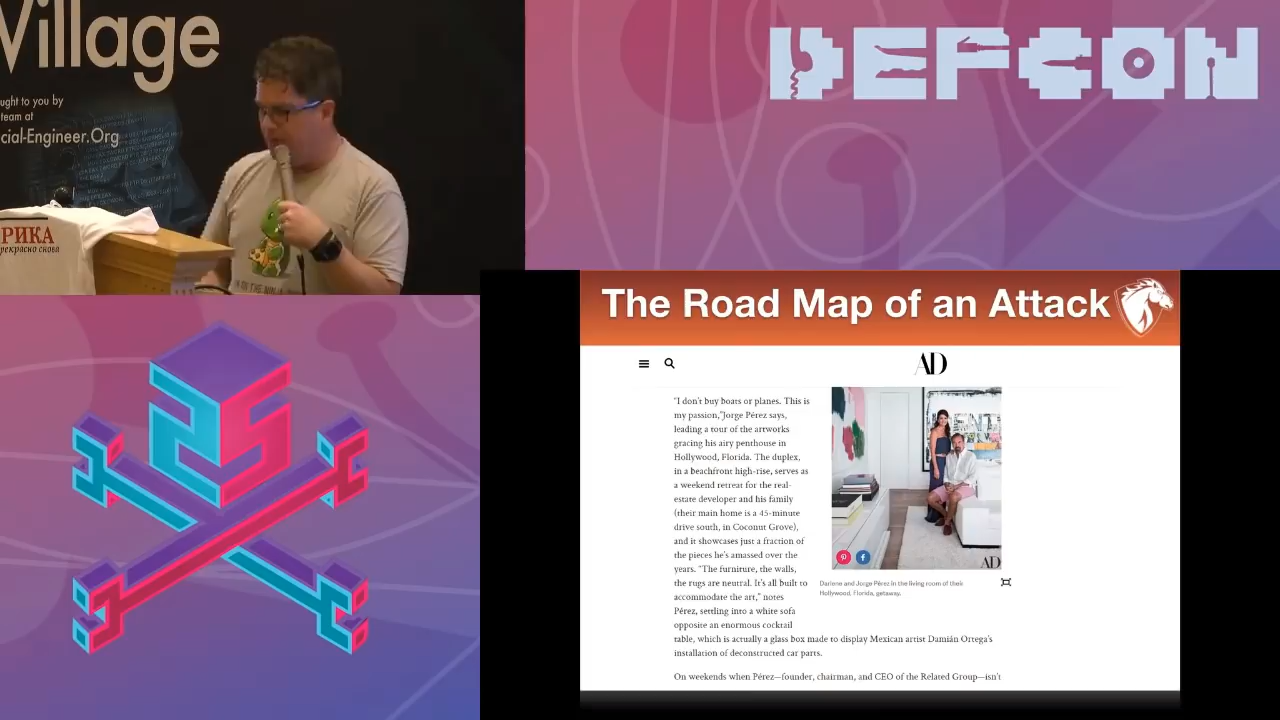 Village
ught to you by
team at
cial-Engineer.Org
РИКА
рекрасно снова
DEFCON
The Road Map of an Attack
AD
"I don't buy boats or planes. This is
my passion,"Jorge Pérez says,
leading a tour of the artworks
gracing his airy penthouse in
Hollywood, Florida. The duplex,
in a beachfront high-rise, serves as
a weekend retreat for the real-
estate developer and his family
(their main home is a 45-minute
drive south, in Coconut Grove),
and it showcases just a fraction of
the pieces he's amassed over the
years. "The furniture, the walls,
the rugs are neutral. It's all built to
accommodate the art," notes
Pérez, settling into a white sofa
opposite an enormous cocktail
table, which is actually a glass box made to display Mexican artist Damián Ortega's
installation of deconstructed car parts.
AD
Darlene and Jorge Pérez in the living room of their
Hollywood, Florida, getaway.
On weekends when Pérez—founder, chairman, and CEO of the Related Group—isn't